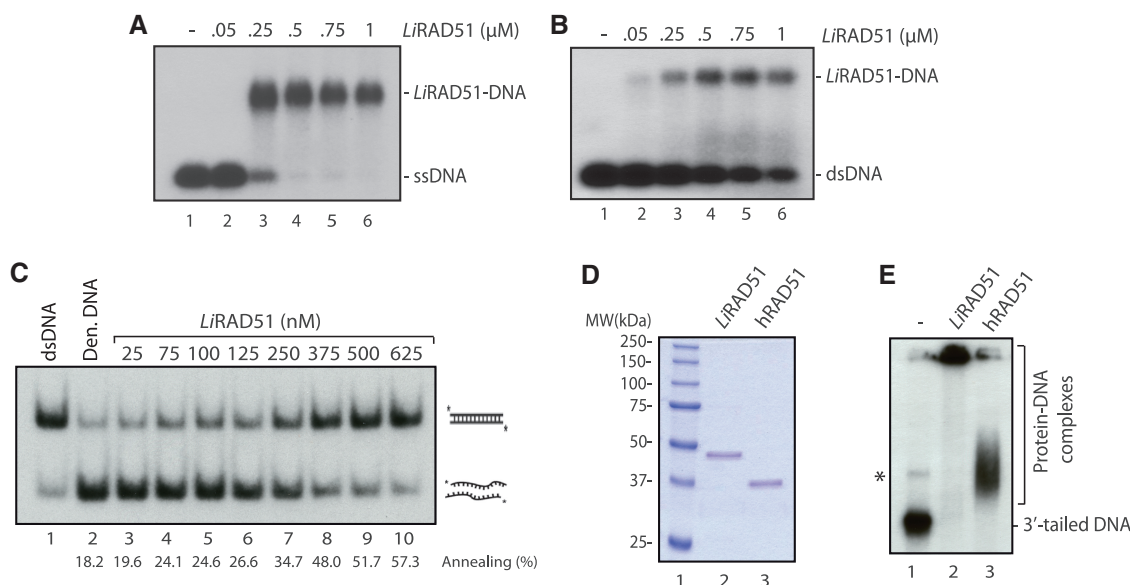 A
- .05 .25 .5 .75 1 LiRAD51 (µM)
- LiRAD51-DNA
- ssDNA
1 2 3 4 5 6
B
- .05 .25 .5 .75 1 LiRAD51 (µM)
- LiRAD51-DNA
- dsDNA
1 2 3 4 5 6
C
dsDNA
Den. DNA
LiRAD51 (nM)
25 75 100 125 250 375 500 625
*
*
*
*
1 2 3 4 5 6 7 8 9 10
18.2 19.6 24.1 24.6 26.6 34.7 48.0 51.7 57.3 Annealing (%)
D
LiRAD51
hRAD51
MW(kDa)
250-
150-
100-
75-
50-
37-
25-
1 2 3
E
-
LiRAD51
hRAD51
Protein-DNA
complexes
*
- 3′-tailed DNA
1 2 3